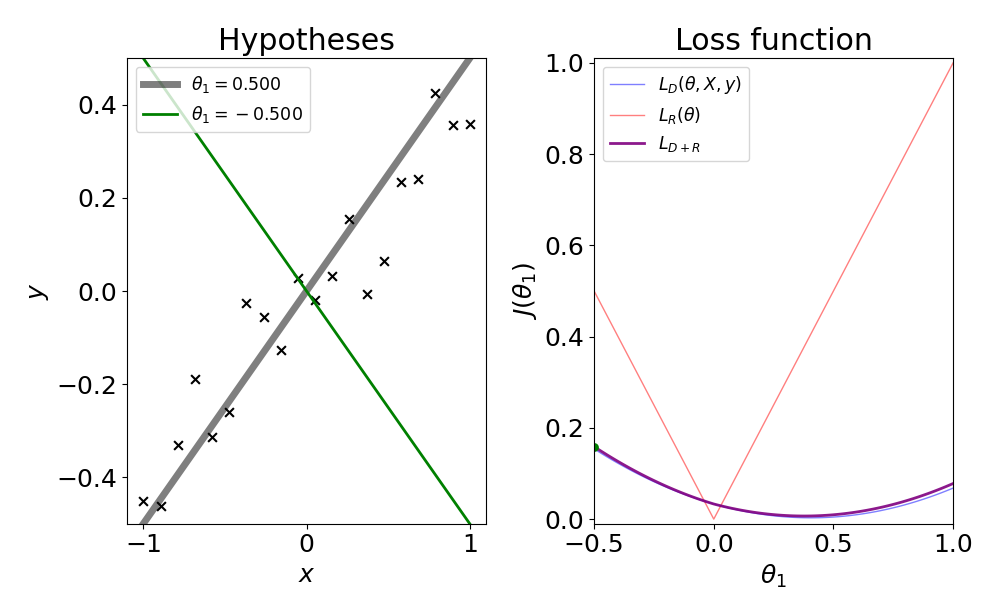 Hypotheses
θ₁ = 0.500
θ₁ = −0.500
0.4
0.2
0.0
−0.2
−0.4
y
−1
0
1
x
Loss function
L_D(θ, X, y)
L_R(θ)
L_{D+R}
1.0
0.8
0.6
0.4
0.2
0.0
J(θ₁)
−0.5
0.0
0.5
1.0
θ₁